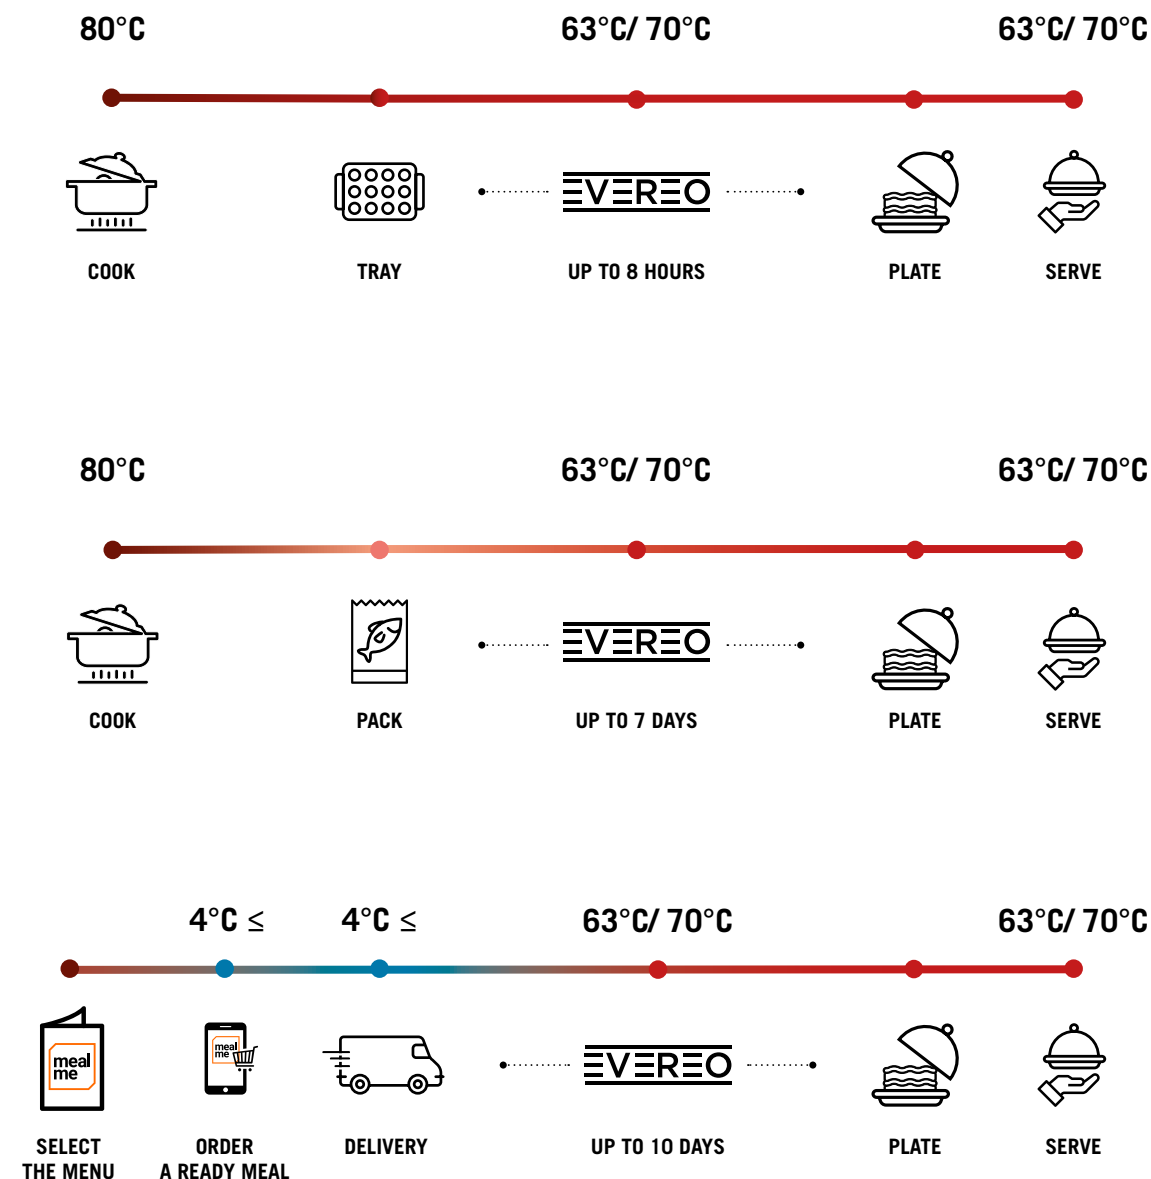 80°C 63°C/ 70°C 63°C/ 70°C
EVEREO
COOK TRAY UP TO 8 HOURS PLATE SERVE
80°C 63°C/ 70°C 63°C/ 70°C
EVEREO
COOK PACK UP TO 7 DAYS PLATE SERVE
4°C ≤ 4°C ≤ 63°C/ 70°C 63°C/ 70°C
meal
me
meal
me
EVEREO
SELECT
THE MENU
ORDER
A READY MEAL
DELIVERY
UP TO 10 DAYS
PLATE
SERVE